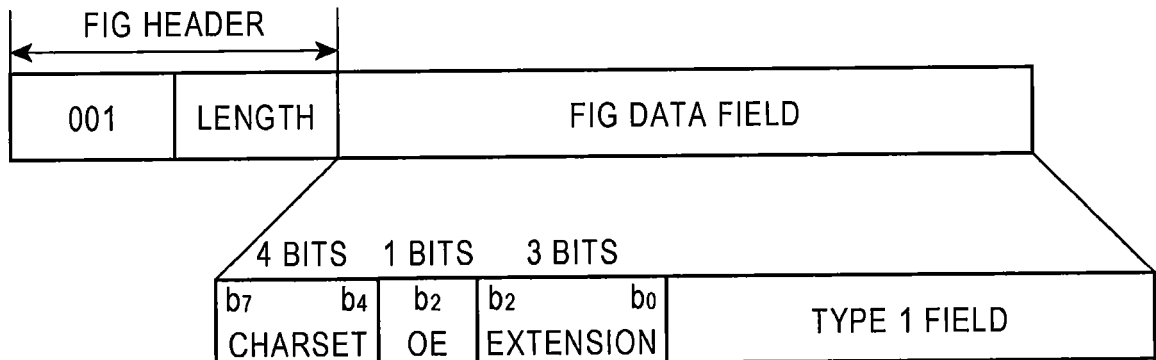 FIG HEADER
001 LENGTH FIG DATA FIELD
4 BITS 1 BITS 3 BITS
b7 b4 b2 b2 b0
CHARSET OE EXTENSION TYPE 1 FIELD